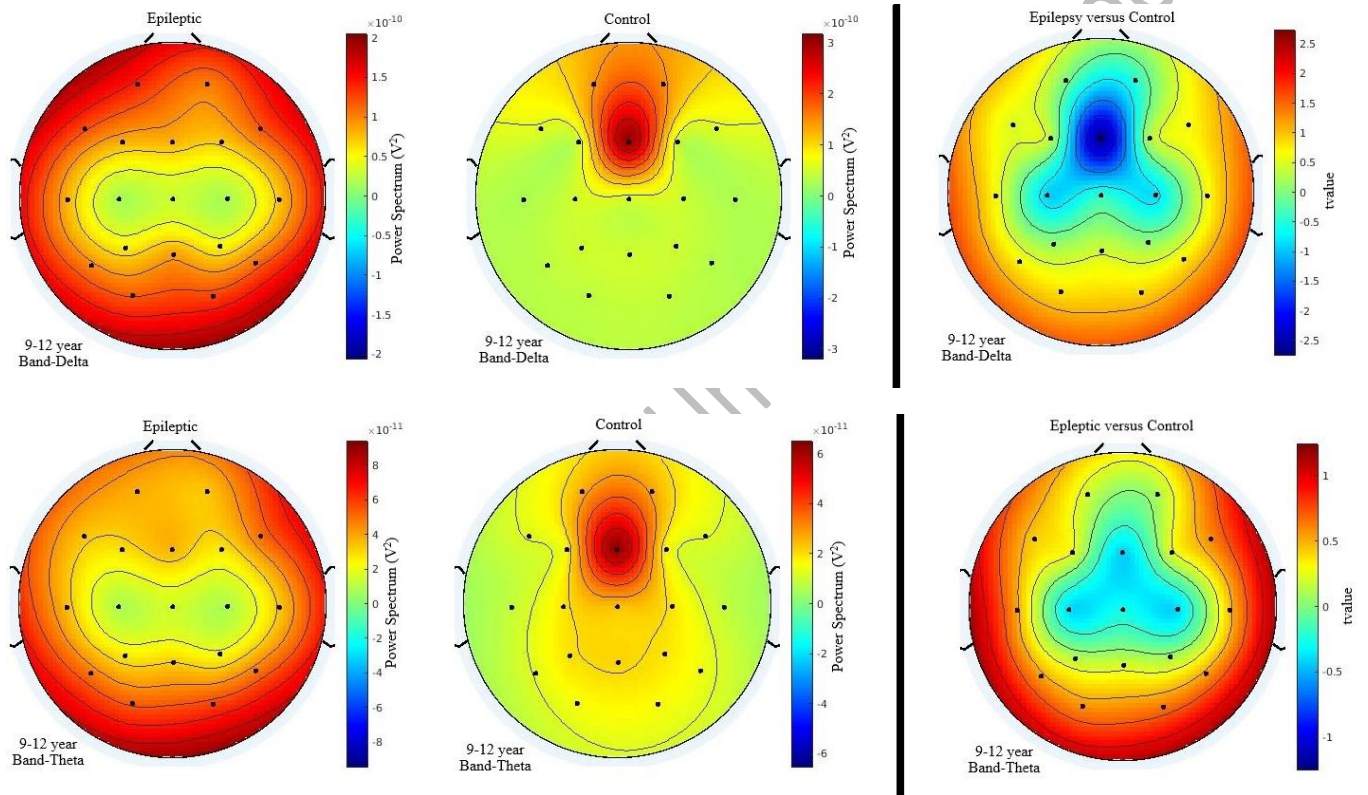 Epileptic
×10⁻¹⁰
2
1.5
1
0.5
0
-0.5
-1
-1.5
-2
Power Spectrum (V²)
9-12 year
Band-Delta
Control
×10⁻¹⁰
3
2
1
0
-1
-2
-3
Power Spectrum (V²)
9-12 year
Band-Delta
Epilepsy versus Control
2.5
2
1.5
1
0.5
0
-0.5
-1
-1.5
-2
-2.5
tvalue
9-12 year
Band-Delta
Epileptic
×10⁻¹¹
8
6
4
2
0
-2
-4
-6
-8
Power Spectrum (V²)
9-12 year
Band-Theta
Control
×10⁻¹¹
6
4
2
0
-2
-4
-6
Power Spectrum (V²)
9-12 year
Band-Theta
Epleptic versus Control
1
0.5
0
-0.5
-1
tvalue
9-12 year
Band-Theta